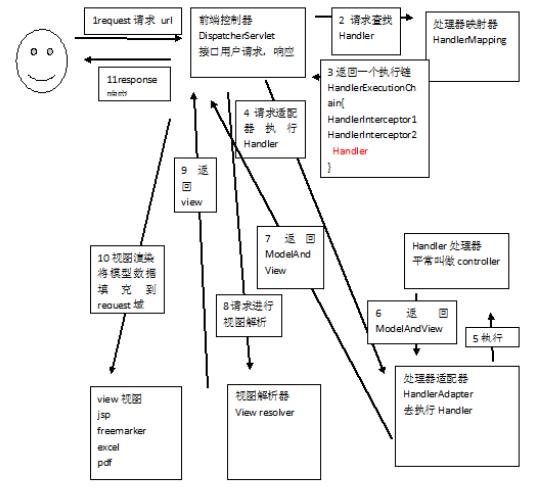 1request 请求 url
前端控制器
DispatcherServlet
接口用户请求，响应
2 请求查找
Handler
处理器映射器
HandlerMapping
3 返回一个执行链
HandlerExecutionCh
ain{
HandlerInterceptor1
HandlerInterceptor2
Handler
}
11response
4 请求适配
器执行
Handler
9 返
回
view
7 返回
ModelAnd
View
Handler 处理器
平常叫做 controller
10 视图渲染
将模型数据
填充到
request 域
8 请求进行
视图解析
6 返回
ModelAndView
5 执行
view 视图
jsp
freemarker
excel
pdf
视图解析器
View resolver
处理器适配器
HandlerAdapter
去执行 Handler